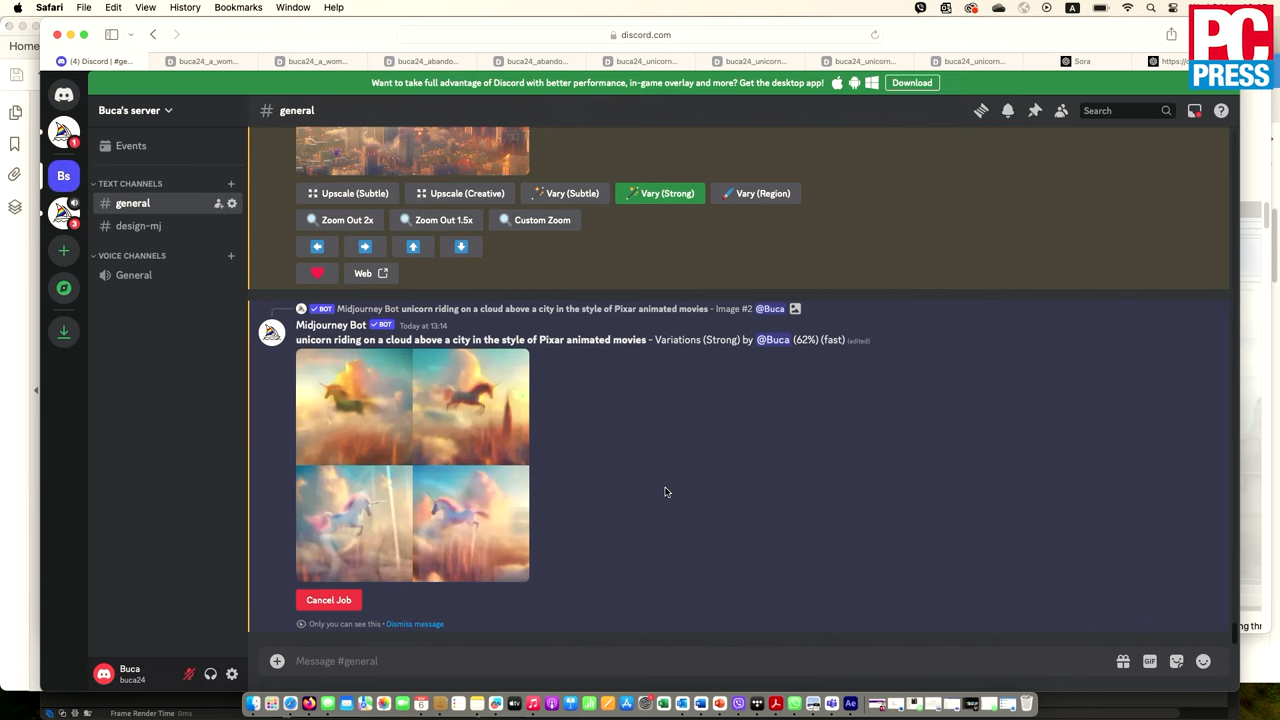 Safari File Edit View History Bookmarks Window Help
PC PRESS
Home
discord.com
(4) Discord | #ge...
buca24_a_wom...
buca24_a_wom...
buca24_abando...
buca24_abando...
buca24_unicorn...
buca24_unicorn...
buca24_unicorn...
buca24_unicorn...
Sora
Want to take full advantage of Discord with better performance, in-game overlay and more? Get the desktop app! Download
Buca's server
general
Search
Events
TEXT CHANNELS
general
design-mj
VOICE CHANNELS
General
1
Bs
3
Upscale (Subtle) Upscale (Creative) Vary (Subtle) Vary (Strong) Vary (Region)
Zoom Out 2x Zoom Out 1.5x Custom Zoom
Web
BOT Midjourney Bot unicorn riding on a cloud above a city in the style of Pixar animated movies - Image #2 @Buca
Midjourney Bot BOT Today at 13:14
unicorn riding on a cloud above a city in the style of Pixar animated movies - Variations (Strong) by @Buca (62%) (fast) (edited)
Cancel Job
Only you can see this • Dismiss message
Message #general
GIF
Buca
buca24
Frame Render Time 0ms